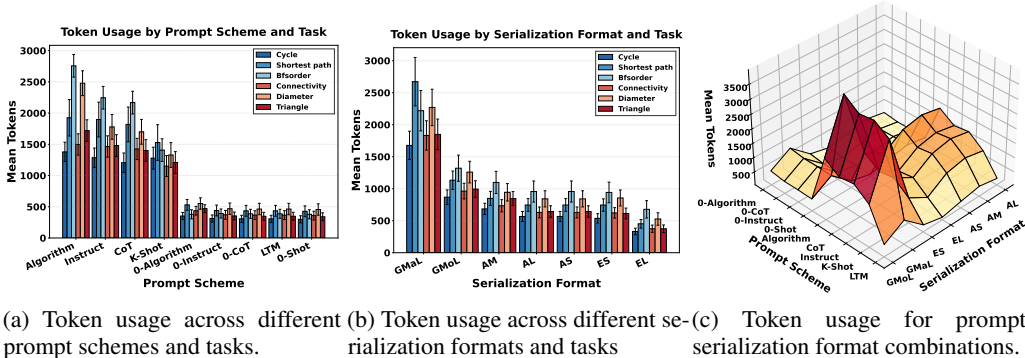 Token Usage by Prompt Scheme and Task
Mean Tokens
3000
2500
2000
1500
1000
500
0
Cycle
Shortest path
Bfsorder
Connectivity
Diameter
Triangle
Algorithm
Instruct
CoT
K-Shot
0-Algorithm
0-Instruct
0-CoT
LTM
0-Shot
Prompt Scheme
(a) Token usage across different
prompt schemes and tasks.
Token Usage by Serialization Format and Task
Mean Tokens
3000
2500
2000
1500
1000
500
0
Cycle
Shortest path
Bfsorder
Connectivity
Diameter
Triangle
GMaL
GMoL
AM
AL
AS
ES
EL
Serialization Format
(b) Token usage across different se-
rialization formats and tasks
Mean Tokens
3500
3000
2500
2000
1500
1000
500
0-Algorithm
0-CoT
0-Instruct
0-Shot
Algorithm
CoT
Instruct
K-Shot
LTM
Prompt Scheme
GMoL
GMaL
ES
EL
AS
AM
AL
Serialization Format
(c) Token usage for prompt
serialization format combinations.